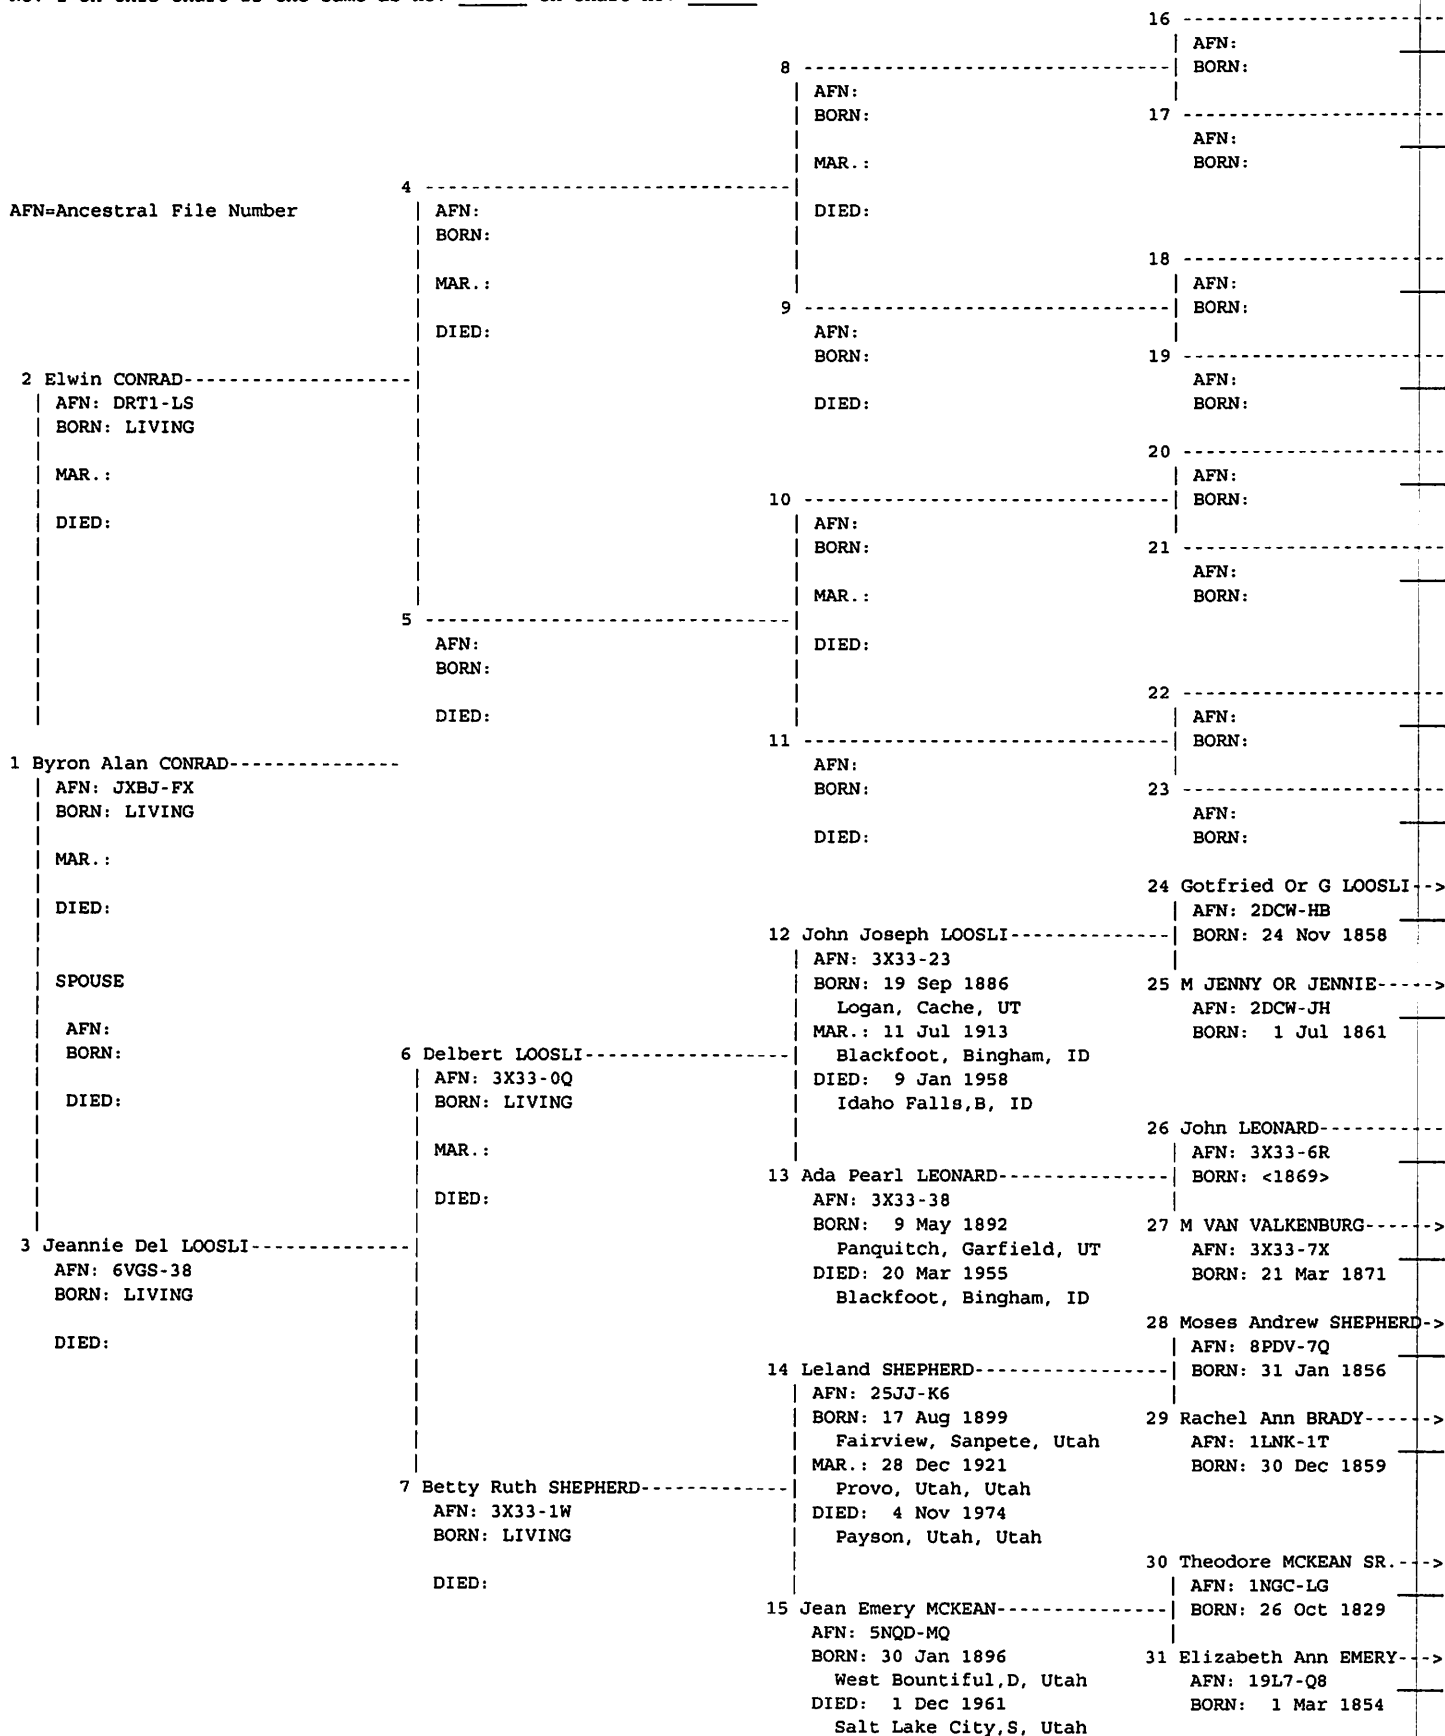 16
AFN:
BORN:
8
AFN:
BORN:
MAR.:
DIED:
17
AFN:
BORN:
4
AFN=Ancestral File Number
AFN:
BORN:
MAR.:
DIED:
18
AFN:
BORN:
9
AFN:
BORN:
DIED:
19
AFN:
BORN:
2 Elwin CONRAD
AFN: DRT1-LS
BORN: LIVING
MAR.:
DIED:
20
AFN:
BORN:
10
AFN:
BORN:
MAR.:
DIED:
21
AFN:
BORN:
5
AFN:
BORN:
DIED:
22
AFN:
BORN:
11
AFN:
BORN:
DIED:
23
AFN:
BORN:
1 Byron Alan CONRAD
AFN: JXBJ-FX
BORN: LIVING
MAR.:
DIED:
SPOUSE
AFN:
BORN:
DIED:
24 Gotfried Or G LOOSLI-->
AFN: 2DCW-HB
BORN: 24 Nov 1858
12 John Joseph LOOSLI
AFN: 3X33-23
BORN: 19 Sep 1886
Logan, Cache, UT
MAR.: 11 Jul 1913
Blackfoot, Bingham, ID
DIED: 9 Jan 1958
Idaho Falls,B, ID
25 M JENNY OR JENNIE----->
AFN: 2DCW-JH
BORN: 1 Jul 1861
6 Delbert LOOSLI
AFN: 3X33-0Q
BORN: LIVING
MAR.:
DIED:
26 John LEONARD
AFN: 3X33-6R
BORN: <1869>
13 Ada Pearl LEONARD
AFN: 3X33-38
BORN: 9 May 1892
Panquitch, Garfield, UT
DIED: 20 Mar 1955
Blackfoot, Bingham, ID
27 M VAN VALKENBURG------>
AFN: 3X33-7X
BORN: 21 Mar 1871
3 Jeannie Del LOOSLI
AFN: 6VGS-38
BORN: LIVING
DIED:
28 Moses Andrew SHEPHERD->
AFN: 8PDV-7Q
BORN: 31 Jan 1856
14 Leland SHEPHERD
AFN: 25JJ-K6
BORN: 17 Aug 1899
Fairview, Sanpete, Utah
MAR.: 28 Dec 1921
Provo, Utah, Utah
DIED: 4 Nov 1974
Payson, Utah, Utah
29 Rachel Ann BRADY------>
AFN: 1LNK-1T
BORN: 30 Dec 1859
7 Betty Ruth SHEPHERD
AFN: 3X33-1W
BORN: LIVING
DIED:
30 Theodore MCKEAN SR.--->
AFN: 1NGC-LG
BORN: 26 Oct 1829
15 Jean Emery MCKEAN
AFN: 5NQD-MQ
BORN: 30 Jan 1896
West Bountiful,D, Utah
DIED: 1 Dec 1961
Salt Lake City,S, Utah
31 Elizabeth Ann EMERY--->
AFN: 19L7-Q8
BORN: 1 Mar 1854